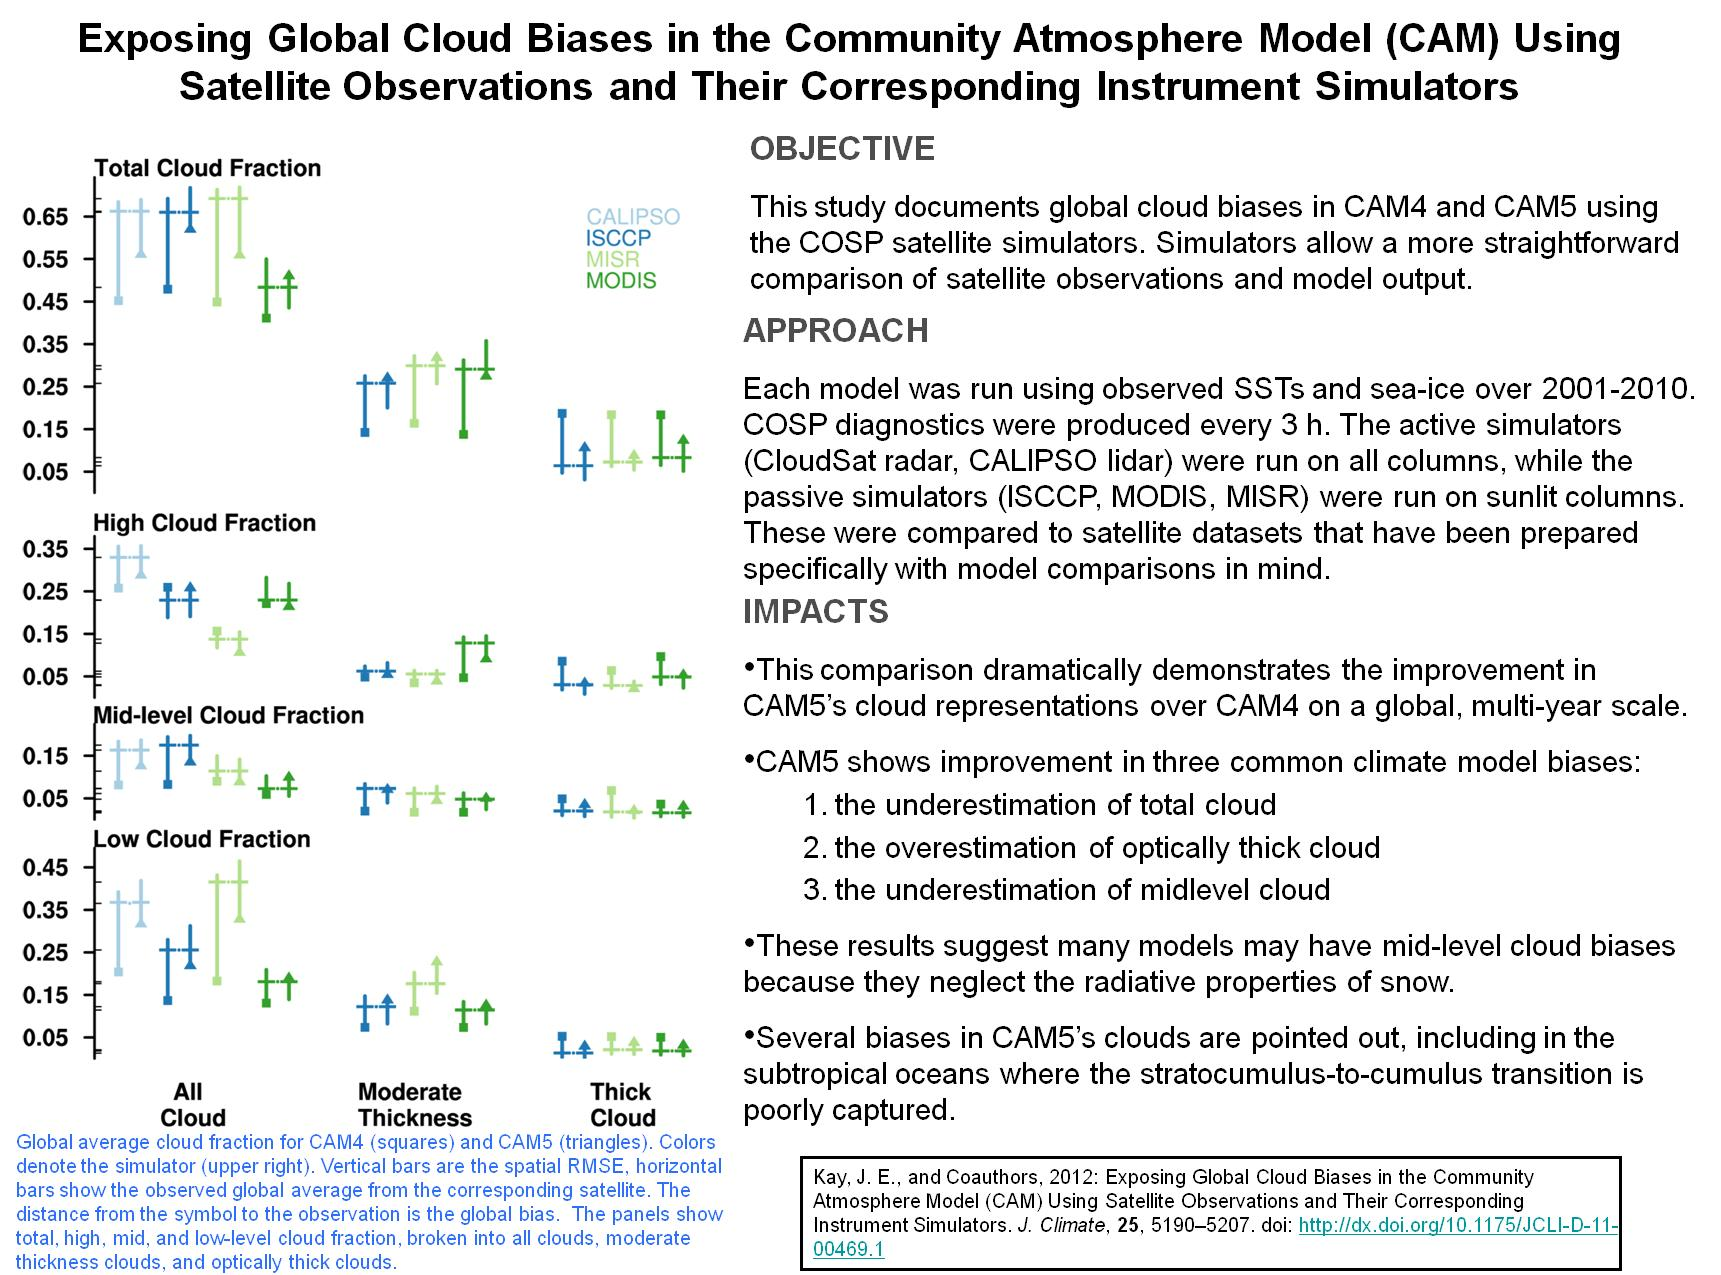 Exposing Global Cloud Biases in the Community Atmosphere Model (CAM) Using
Satellite Observations and Their Corresponding Instrument Simulators
Total Cloud Fraction
0.65
0.55
0.45
0.35
0.25
0.15
0.05
CALIPSO
ISCCP
MISR
MODIS
High Cloud Fraction
0.35
0.25
0.15
0.05
Mid-level Cloud Fraction
0.15
0.05
Low Cloud Fraction
0.45
0.35
0.25
0.15
0.05
All
Cloud
Moderate
Thickness
Thick
Cloud
Global average cloud fraction for CAM4 (squares) and CAM5 (triangles). Colors
denote the simulator (upper right). Vertical bars are the spatial RMSE, horizontal
bars show the observed global average from the corresponding satellite. The
distance from the symbol to the observation is the global bias. The panels show
total, high, mid, and low-level cloud fraction, broken into all clouds, moderate
thickness clouds, and optically thick clouds.
OBJECTIVE
This study documents global cloud biases in CAM4 and CAM5 using
the COSP satellite simulators. Simulators allow a more straightforward
comparison of satellite observations and model output.
APPROACH
Each model was run using observed SSTs and sea-ice over 2001-2010.
COSP diagnostics were produced every 3 h. The active simulators
(CloudSat radar, CALIPSO lidar) were run on all columns, while the
passive simulators (ISCCP, MODIS, MISR) were run on sunlit columns.
These were compared to satellite datasets that have been prepared
specifically with model comparisons in mind.
IMPACTS
•This comparison dramatically demonstrates the improvement in
CAM5's cloud representations over CAM4 on a global, multi-year scale.
•CAM5 shows improvement in three common climate model biases:
1. the underestimation of total cloud
2. the overestimation of optically thick cloud
3. the underestimation of midlevel cloud
•These results suggest many models may have mid-level cloud biases
because they neglect the radiative properties of snow.
•Several biases in CAM5's clouds are pointed out, including in the
subtropical oceans where the stratocumulus-to-cumulus transition is
poorly captured.
Kay, J. E., and Coauthors, 2012: Exposing Global Cloud Biases in the Community
Atmosphere Model (CAM) Using Satellite Observations and Their Corresponding
Instrument Simulators. J. Climate, 25, 5190–5207. doi: http://dx.doi.org/10.1175/JCLI-D-11-
00469.1